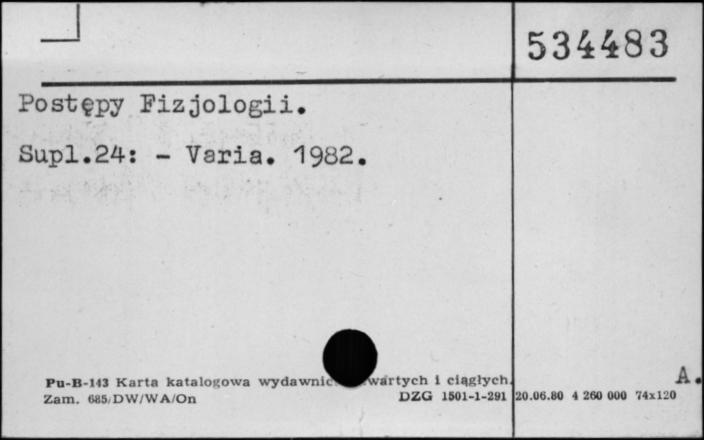 534483
Postępy Fizjologii.
Supl.24: - Varia. 1982.
A.
Pu-B-143 Karta katalogowa wydawnic wartych i ciągłych.
Zam. 685/DW/WA/On DZG 1501-1-291 20.06.80 4 260 000 74x120